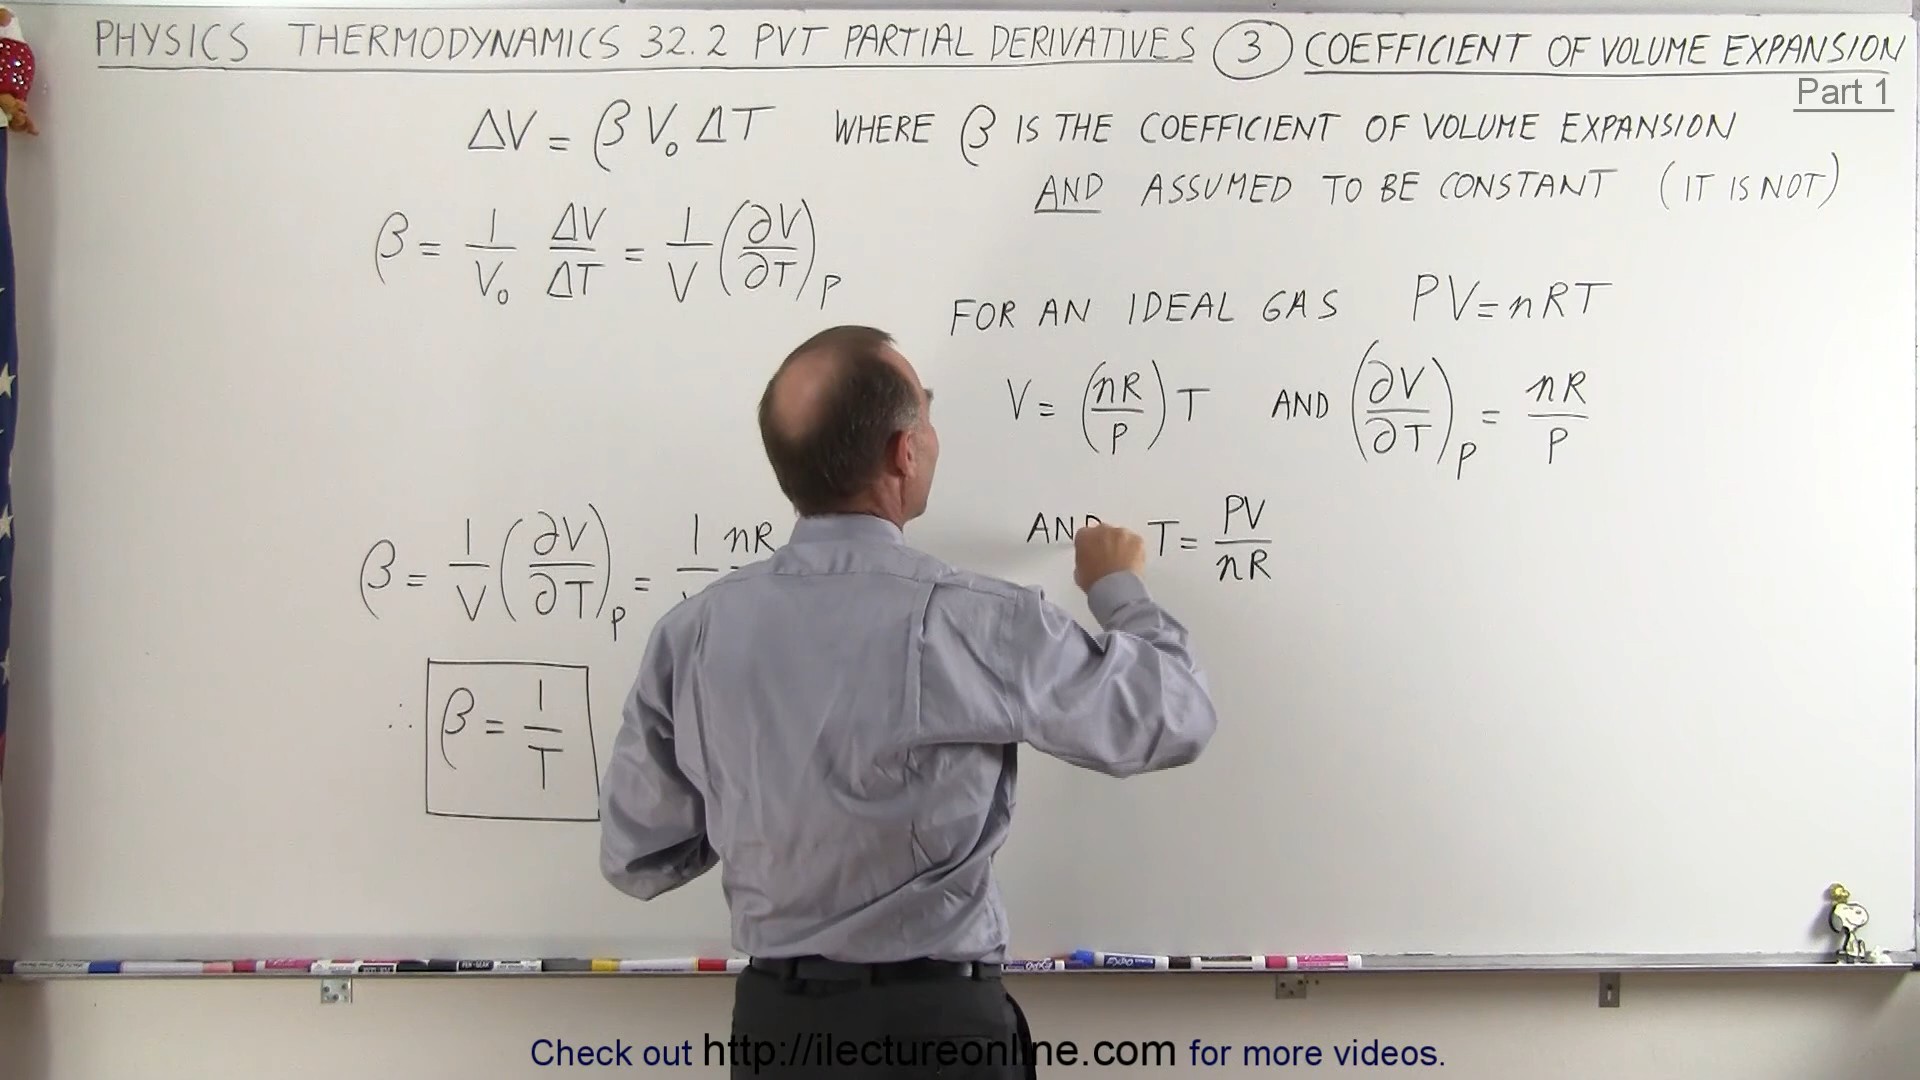 PHYSICS THERMODYNAMICS 32.2 PVT PARTIAL DERIVATIVES ③ COEFFICIENT OF VOLUME EXPANSION
Part 1
ΔV = β V₀ ΔT WHERE β IS THE COEFFICIENT OF VOLUME EXPANSION
AND ASSUMED TO BE CONSTANT (IT IS NOT)
β = 1/V₀ ΔV/ΔT = 1/V (∂V/∂T)P
FOR AN IDEAL GAS PV = nRT
V = (nR/P) T AND (∂V/∂T)P = nR/P
AND T = PV/nR
β = 1/V (∂V/∂T)P = 1 nR
∴ β = 1/T
Check out http://ilectureonline.com for more videos.